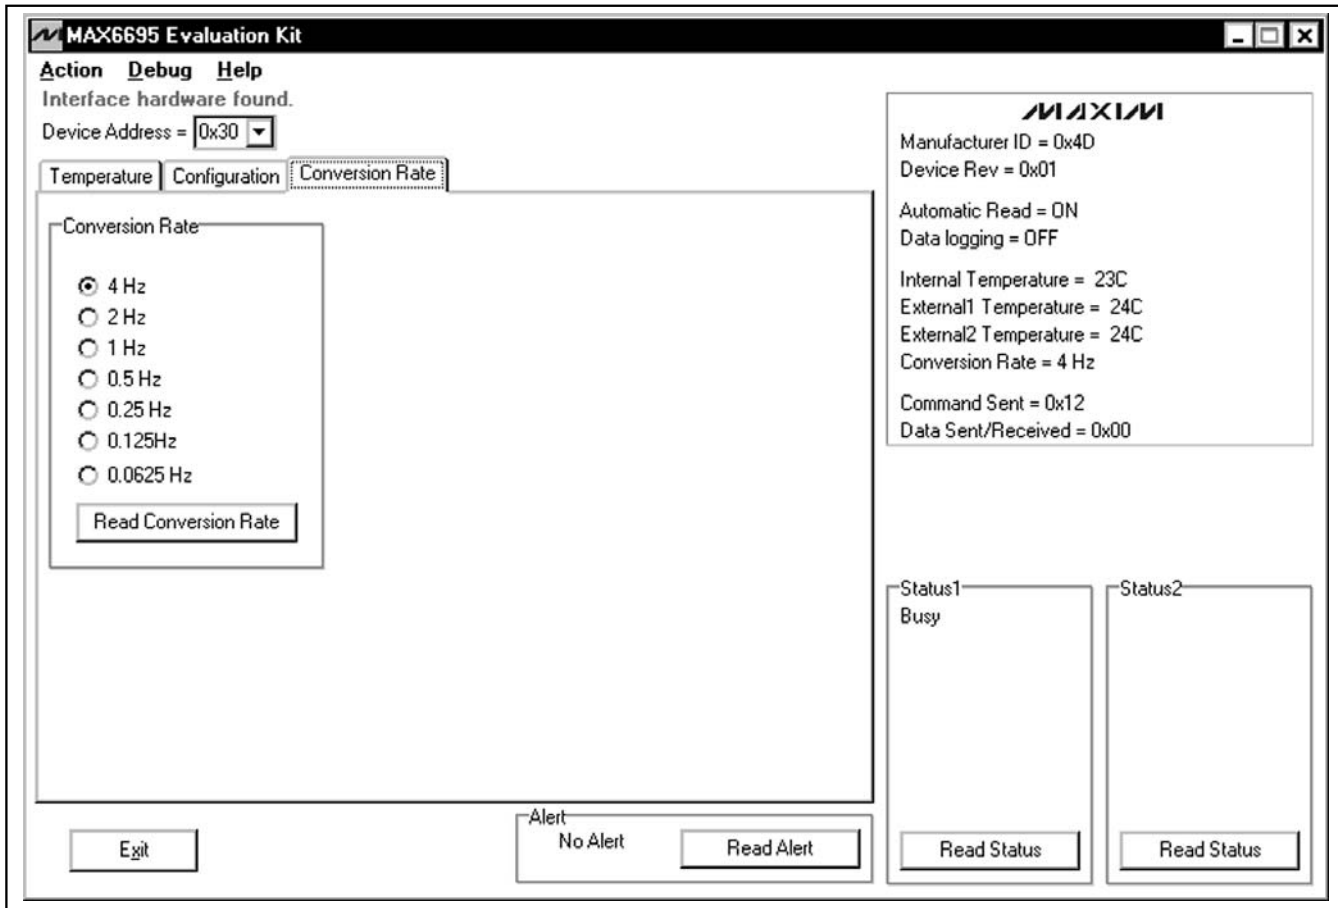 MAX6695 Evaluation Kit
Action Debug Help
Interface hardware found.
Device Address = 0x30
Temperature Configuration Conversion Rate
Conversion Rate
4 Hz
2 Hz
1 Hz
0.5 Hz
0.25 Hz
0.125Hz
0.0625 Hz
Read Conversion Rate
MAXIM
Manufacturer ID = 0x4D
Device Rev = 0x01
Automatic Read = ON
Data logging = OFF
Internal Temperature = 23C
External1 Temperature = 24C
External2 Temperature = 24C
Conversion Rate = 4 Hz
Command Sent = 0x12
Data Sent/Received = 0x00
Status1
Busy
Read Status
Status2
Read Status
Alert
No Alert
Read Alert
Exit